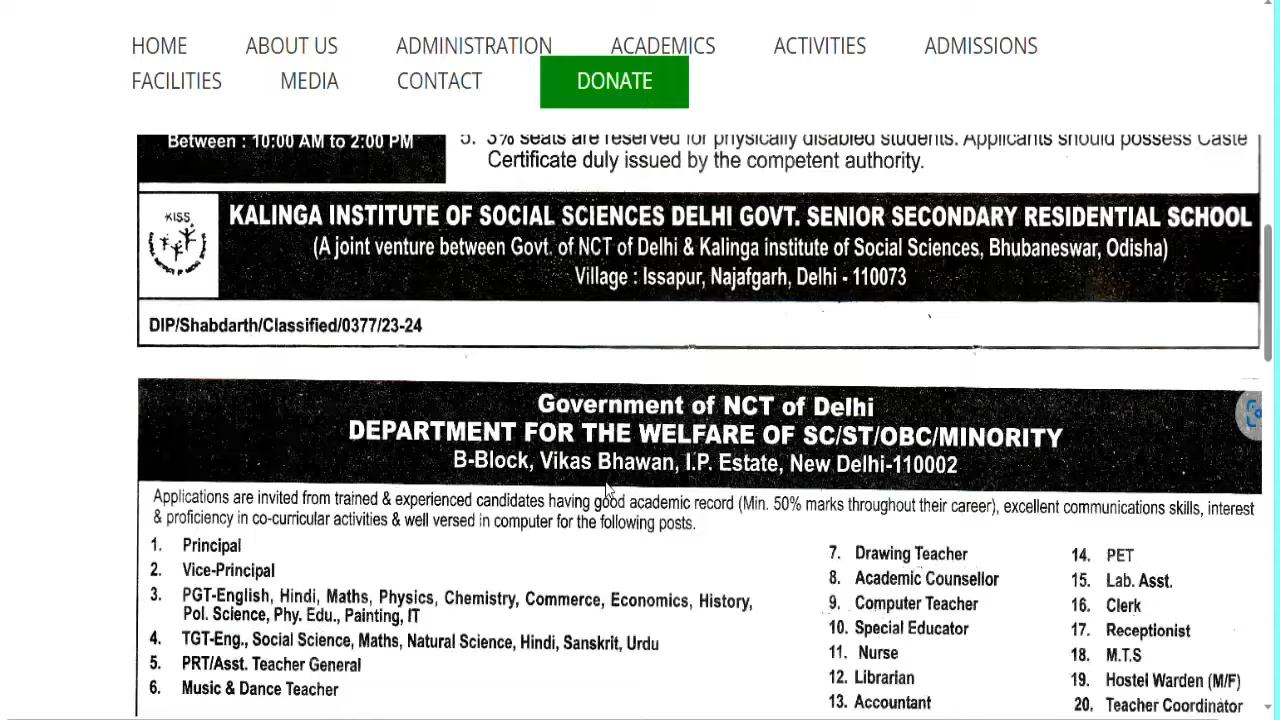 HOME ABOUT US ADMINISTRATION ACADEMICS ACTIVITIES ADMISSIONS
FACILITIES MEDIA CONTACT DONATE
Between : 10:00 AM to 2:00 PM
5. 3% seats are reserved for physically disabled students. Applicants should possess Caste
Certificate duly issued by the competent authority.
KISS
KALINGA INSTITUTE OF SOCIAL SCIENCES DELHI GOVT. SENIOR SECONDARY RESIDENTIAL SCHOOL
(A joint venture between Govt. of NCT of Delhi & Kalinga institute of Social Sciences, Bhubaneswar, Odisha)
Village : Issapur, Najafgarh, Delhi - 110073
DIP/Shabdarth/Classified/0377/23-24
Government of NCT of Delhi
DEPARTMENT FOR THE WELFARE OF SC/ST/OBC/MINORITY
B-Block, Vikas Bhawan, I.P. Estate, New Delhi-110002
Applications are invited from trained & experienced candidates having good academic record (Min. 50% marks throughout their career), excellent communications skills, interest
& proficiency in co-curricular activities & well versed in computer for the following posts.
1. Principal
2. Vice-Principal
3. PGT-English, Hindi, Maths, Physics, Chemistry, Commerce, Economics, History,
Pol. Science, Phy. Edu., Painting, IT
4. TGT-Eng., Social Science, Maths, Natural Science, Hindi, Sanskrit, Urdu
5. PRT/Asst. Teacher General
6. Music & Dance Teacher
7. Drawing Teacher
8. Academic Counsellor
9. Computer Teacher
10. Special Educator
11. Nurse
12. Librarian
13. Accountant
14. PET
15. Lab. Asst.
16. Clerk
17. Receptionist
18. M.T.S
19. Hostel Warden (M/F)
20. Teacher Coordinator